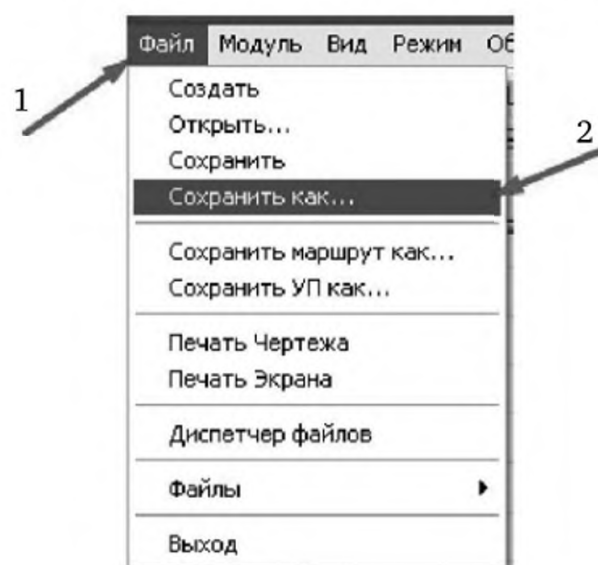 Файл Модуль Вид Режим Об
1
Создать
Открыть...
2
Сохранить
Сохранить как...
Сохранить маршрут как...
Сохранить УП как...
Печать Чертежа
Печать Экрана
Диспетчер файлов
Файлы
Выход